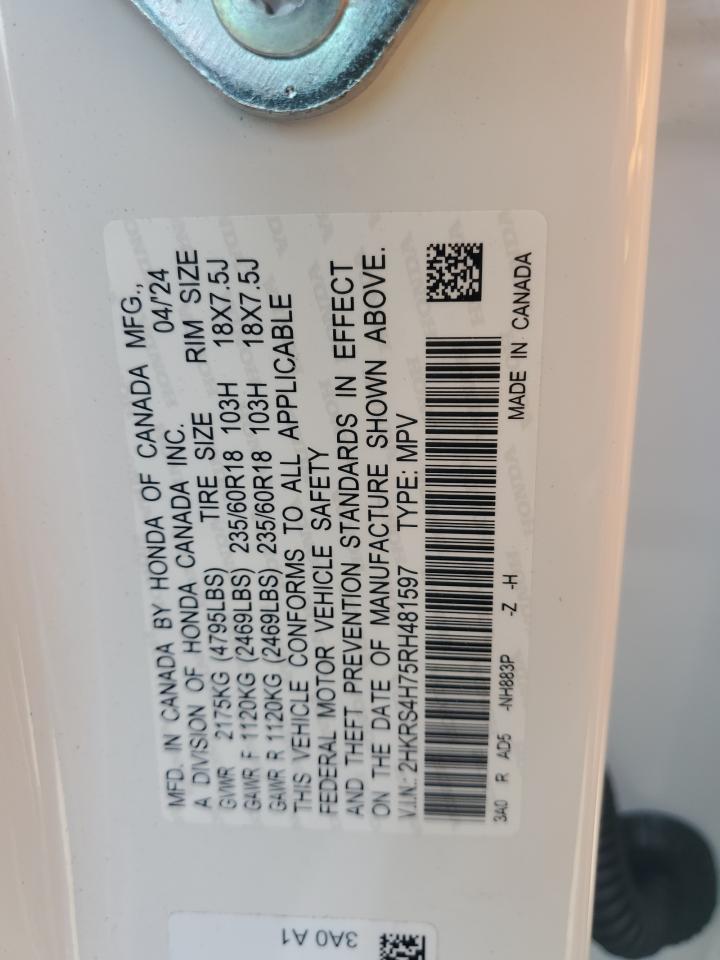 MFD. IN CANADA BY HONDA OF CANADA MFG.,
A DIVISION OF HONDA CANADA INC. 04/'24
TIRE SIZE RIM SIZE
GVWR 2175KG (4795LBS)
GAWR F 1120KG (2469LBS) 235/60R18 103H 18X7.5J
GAWR R 1120KG (2469LBS) 235/60R18 103H 18X7.5J
THIS VEHICLE CONFORMS TO ALL APPLICABLE
FEDERAL MOTOR VEHICLE SAFETY
AND THEFT PREVENTION STANDARDS IN EFFECT
ON THE DATE OF MANUFACTURE SHOWN ABOVE.
V.I.N.: 2HKRS4H75RH481597 TYPE: MPV
3A0 R AD5 -NH883P -Z -H
MADE IN CANADA
3A0 A1